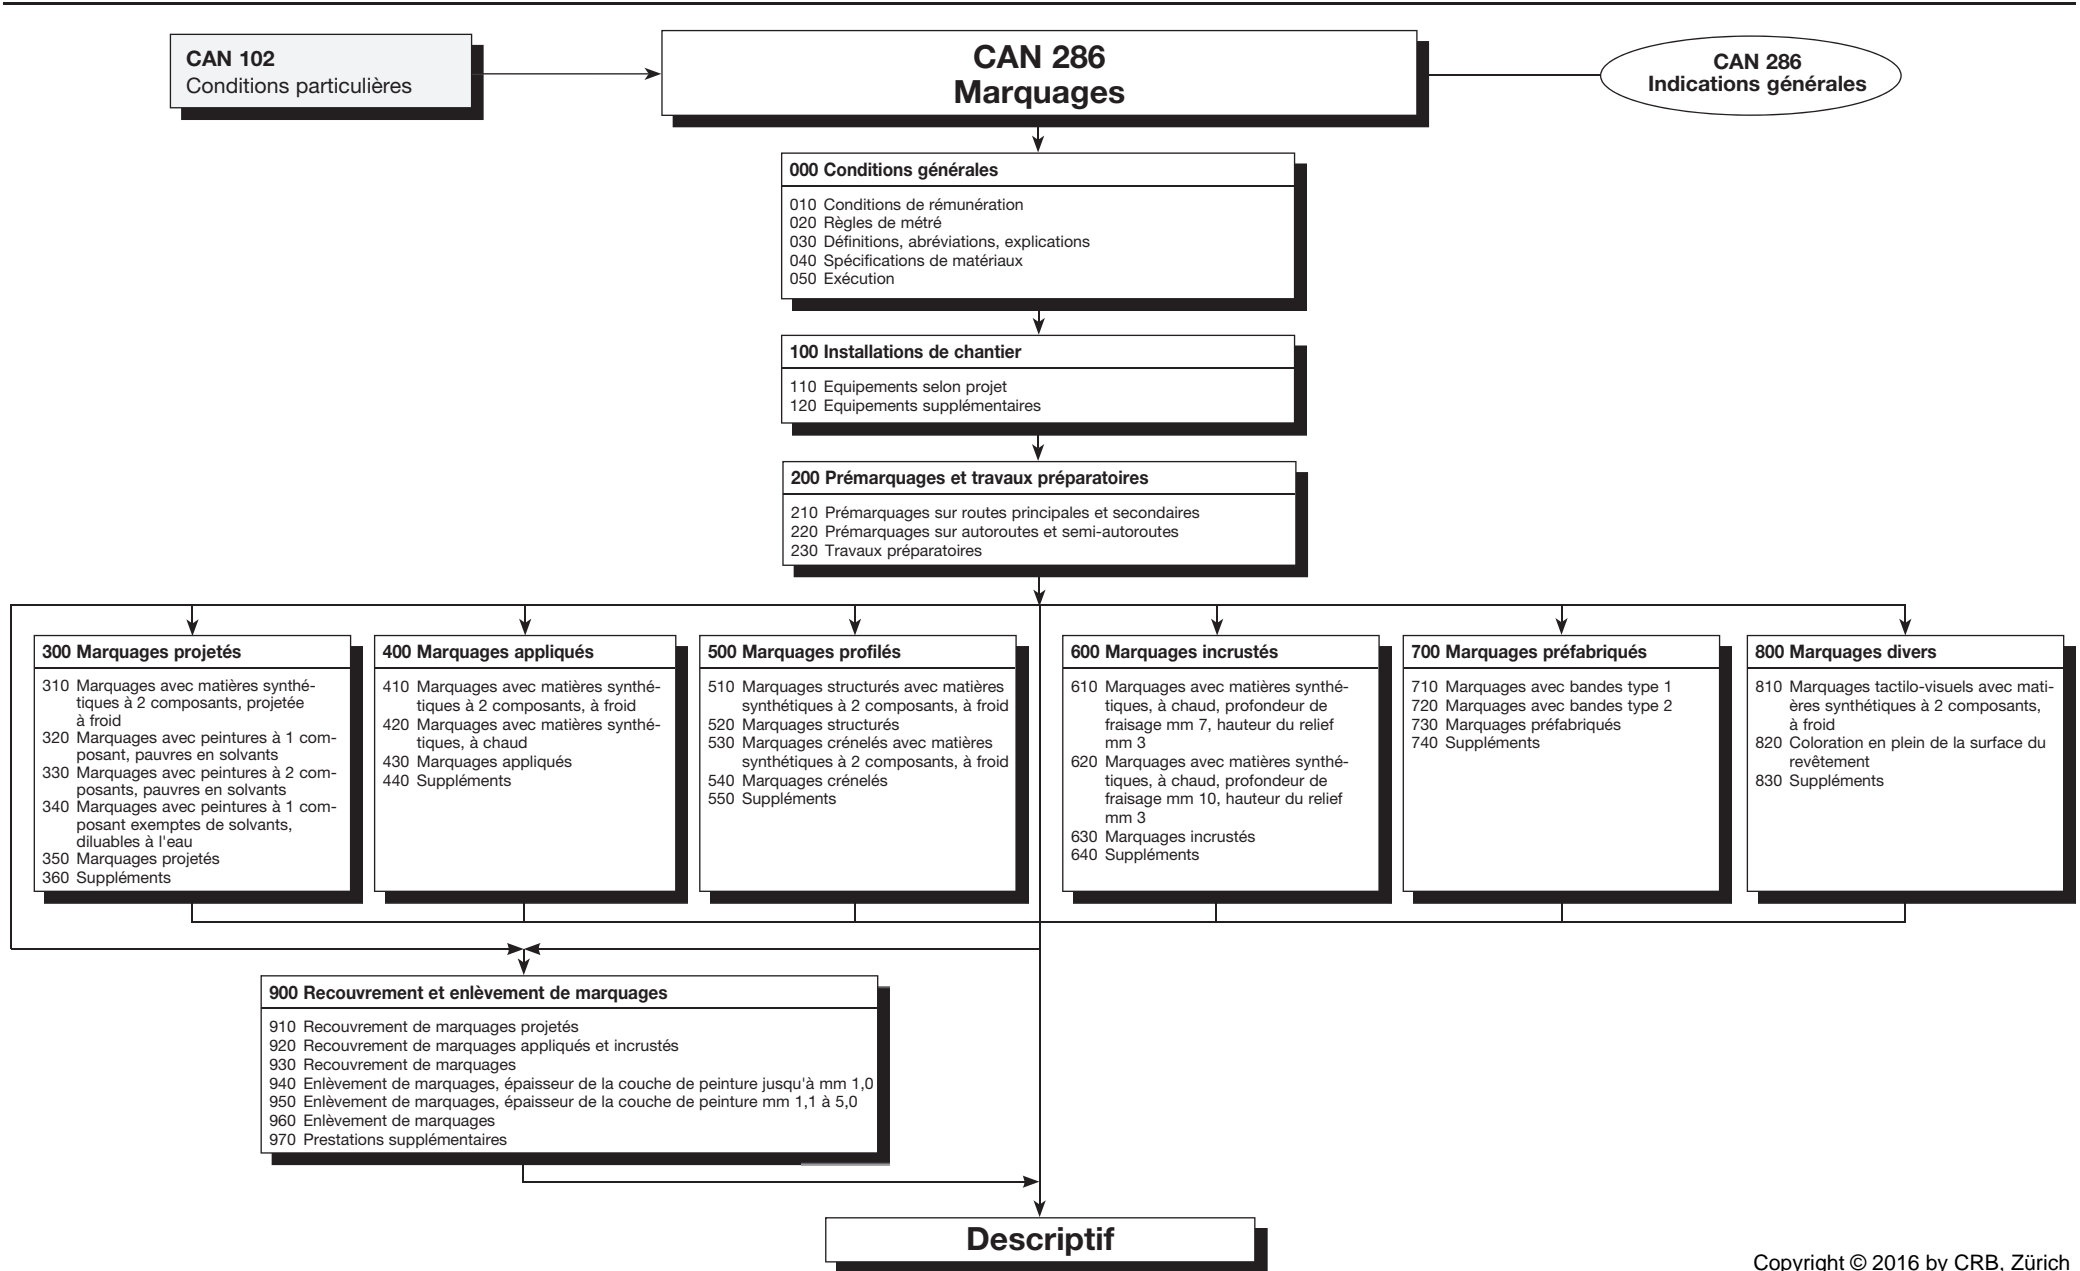 CAN 102
Conditions particulières
CAN 286
Marquages
CAN 286
Indications générales
000 Conditions générales
010 Conditions de rémunération
020 Règles de métré
030 Définitions, abréviations, explications
040 Spécifications de matériaux
050 Exécution
100 Installations de chantier
110 Equipements selon projet
120 Equipements supplémentaires
200 Prémarquages et travaux préparatoires
210 Prémarquages sur routes principales et secondaires
220 Prémarquages sur autoroutes et semi-autoroutes
230 Travaux préparatoires
300 Marquages projetés
310 Marquages avec matières synthé-
tiques à 2 composants, projetée
à froid
320 Marquages avec peintures à 1 com-
posant, pauvres en solvants
330 Marquages avec peintures à 2 com-
posants, pauvres en solvants
340 Marquages avec peintures à 1 com-
posant exemptes de solvants,
diluables à l'eau
350 Marquages projetés
360 Suppléments
400 Marquages appliqués
410 Marquages avec matières synthé-
tiques à 2 composants, à froid
420 Marquages avec matières synthé-
tiques, à chaud
430 Marquages appliqués
440 Suppléments
500 Marquages profilés
510 Marquages structurés avec matières
synthétiques à 2 composants, à froid
520 Marquages structurés
530 Marquages crénelés avec matières
synthétiques à 2 composants, à froid
540 Marquages crénelés
550 Suppléments
600 Marquages incrustés
610 Marquages avec matières synthé-
tiques, à chaud, profondeur de
fraisage mm 7, hauteur du relief
mm 3
620 Marquages avec matières synthé-
tiques, à chaud, profondeur de
fraisage mm 10, hauteur du relief
mm 3
630 Marquages incrustés
640 Suppléments
700 Marquages préfabriqués
710 Marquages avec bandes type 1
720 Marquages avec bandes type 2
730 Marquages préfabriqués
740 Suppléments
800 Marquages divers
810 Marquages tactilo-visuels avec mati-
ères synthétiques à 2 composants,
à froid
820 Coloration en plein de la surface du
revêtement
830 Suppléments
900 Recouvrement et enlèvement de marquages
910 Recouvrement de marquages projetés
920 Recouvrement de marquages appliqués et incrustés
930 Recouvrement de marquages
940 Enlèvement de marquages, épaisseur de la couche de peinture jusqu'à mm 1,0
950 Enlèvement de marquages, épaisseur de la couche de peinture mm 1,1 à 5,0
960 Enlèvement de marquages
970 Prestations supplémentaires
Descriptif
Copyright © 2016 by CRB, Zürich